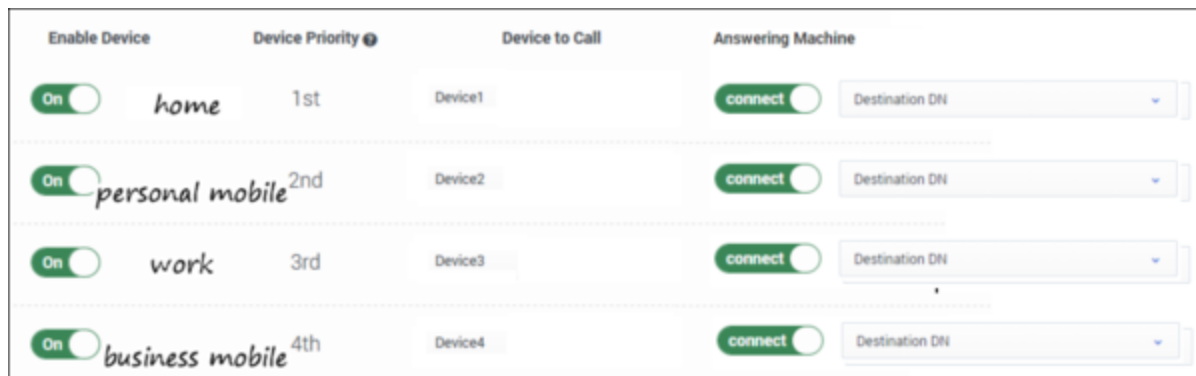 Enable Device Device Priority ? Device to Call Answering Machine
On home 1st Device1 connect Destination DN
On personal mobile 2nd Device2 connect Destination DN
On work 3rd Device3 connect Destination DN
On business mobile 4th Device4 connect Destination DN